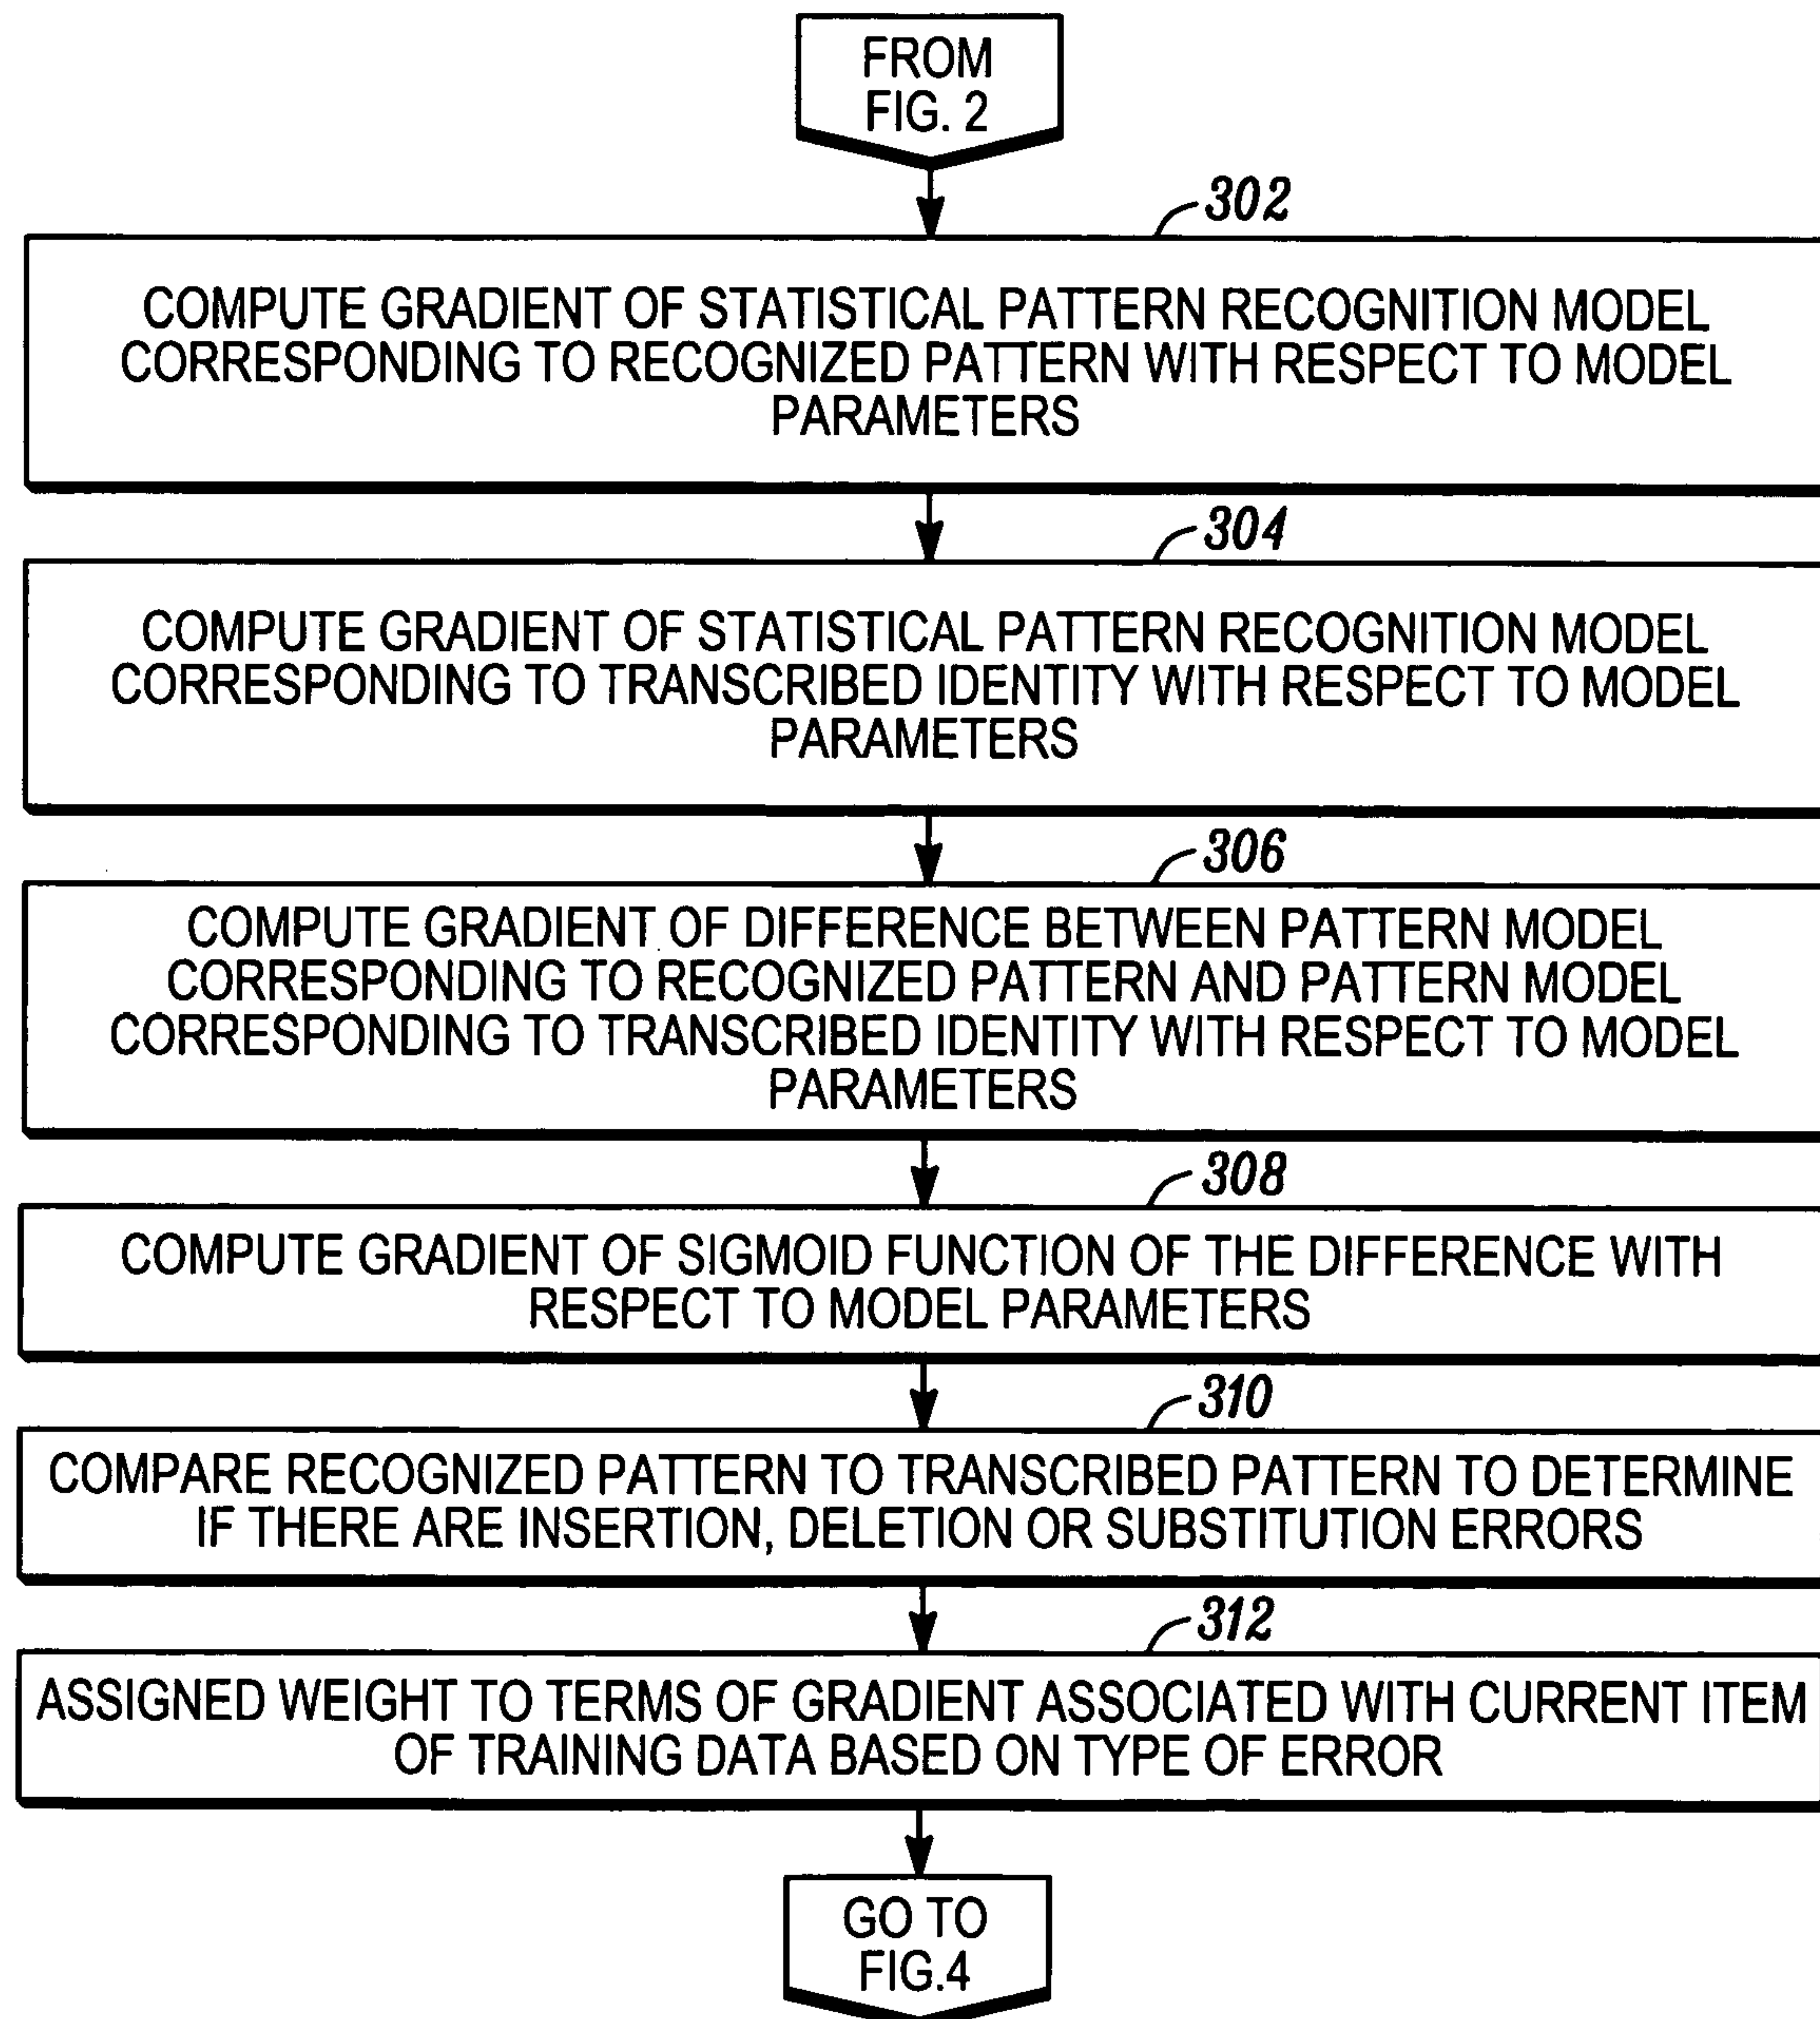 FROM
FIG. 2
302
COMPUTE GRADIENT OF STATISTICAL PATTERN RECOGNITION MODEL
CORRESPONDING TO RECOGNIZED PATTERN WITH RESPECT TO MODEL
PARAMETERS
304
COMPUTE GRADIENT OF STATISTICAL PATTERN RECOGNITION MODEL
CORRESPONDING TO TRANSCRIBED IDENTITY WITH RESPECT TO MODEL
PARAMETERS
306
COMPUTE GRADIENT OF DIFFERENCE BETWEEN PATTERN MODEL
CORRESPONDING TO RECOGNIZED PATTERN AND PATTERN MODEL
CORRESPONDING TO TRANSCRIBED IDENTITY WITH RESPECT TO MODEL
PARAMETERS
308
COMPUTE GRADIENT OF SIGMOID FUNCTION OF THE DIFFERENCE WITH
RESPECT TO MODEL PARAMETERS
310
COMPARE RECOGNIZED PATTERN TO TRANSCRIBED PATTERN TO DETERMINE
IF THERE ARE INSERTION, DELETION OR SUBSTITUTION ERRORS
312
ASSIGNED WEIGHT TO TERMS OF GRADIENT ASSOCIATED WITH CURRENT ITEM
OF TRAINING DATA BASED ON TYPE OF ERROR
GO TO
FIG.4